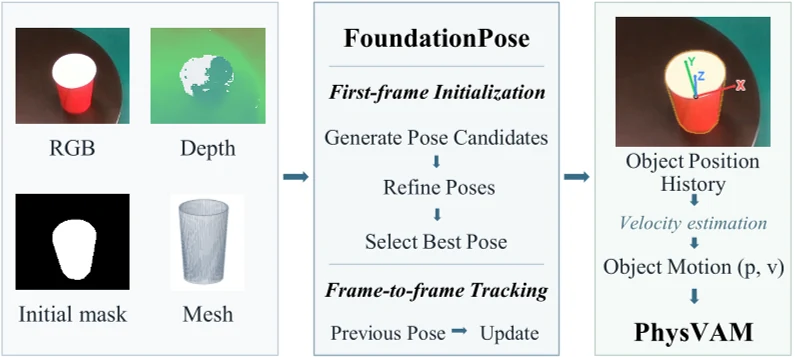 RGB
Depth
Initial mask
Mesh
FoundationPose
First-frame Initialization
Generate Pose Candidates
Refine Poses
Select Best Pose
Frame-to-frame Tracking
Previous Pose → Update
Y
Z
X
Object Position
History
Velocity estimation
Object Motion (p, v)
PhysVAM